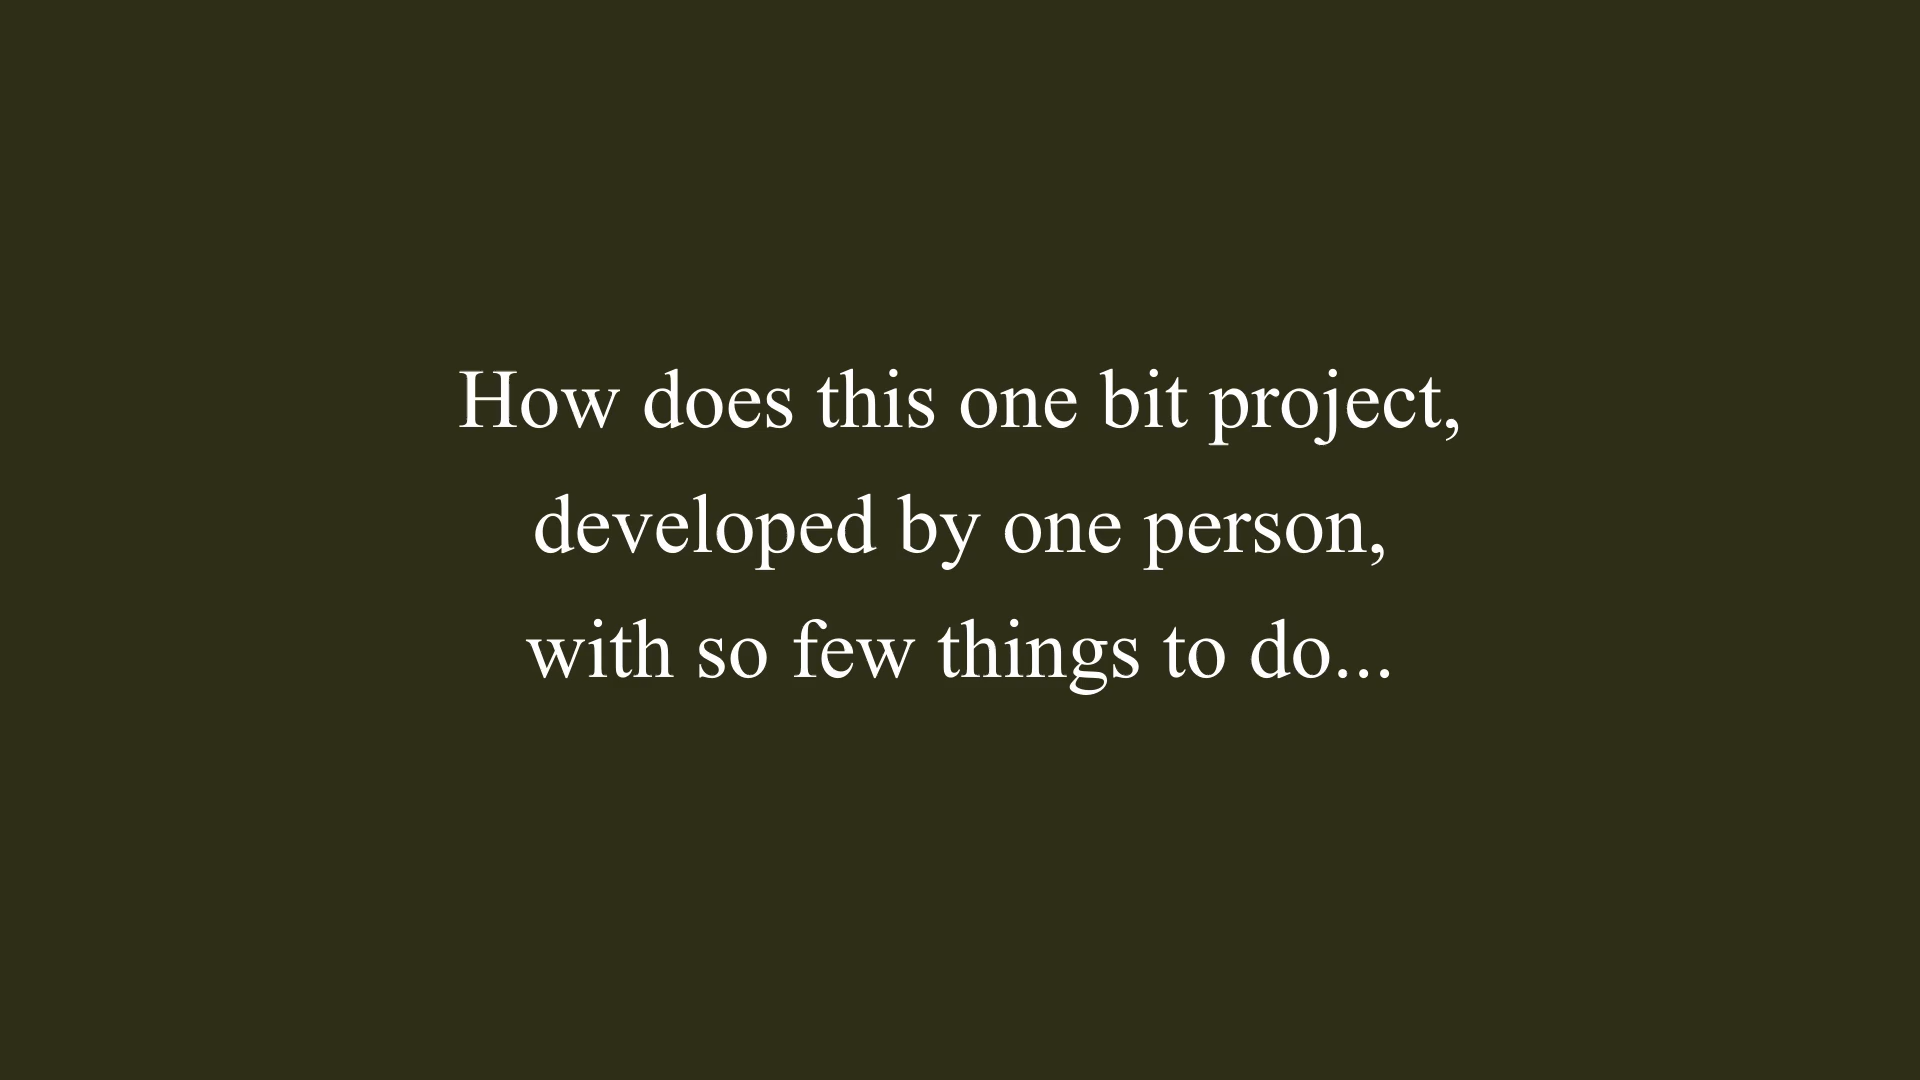 How does this one bit project,
developed by one person,
with so few things to do...